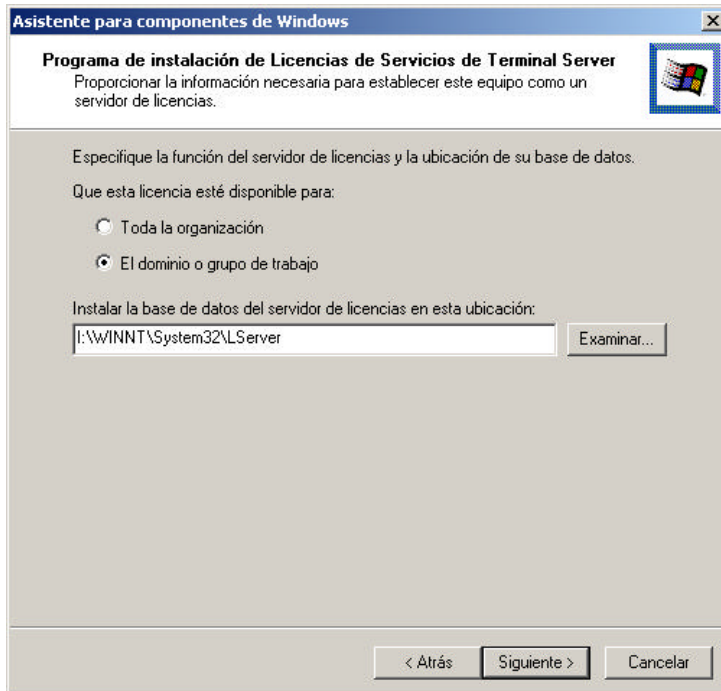 Asistente para componentes de Windows
Programa de instalación de Licencias de Servicios de Terminal Server
Proporcionar la información necesaria para establecer este equipo como un
servidor de licencias.
Especifique la función del servidor de licencias y la ubicación de su base de datos.
Que esta licencia esté disponible para:
Toda la organización
El dominio o grupo de trabajo
Instalar la base de datos del servidor de licencias en esta ubicación:
I:\WINNT\System32\LServer
Examinar...
< Atrás
Siguiente >
Cancelar